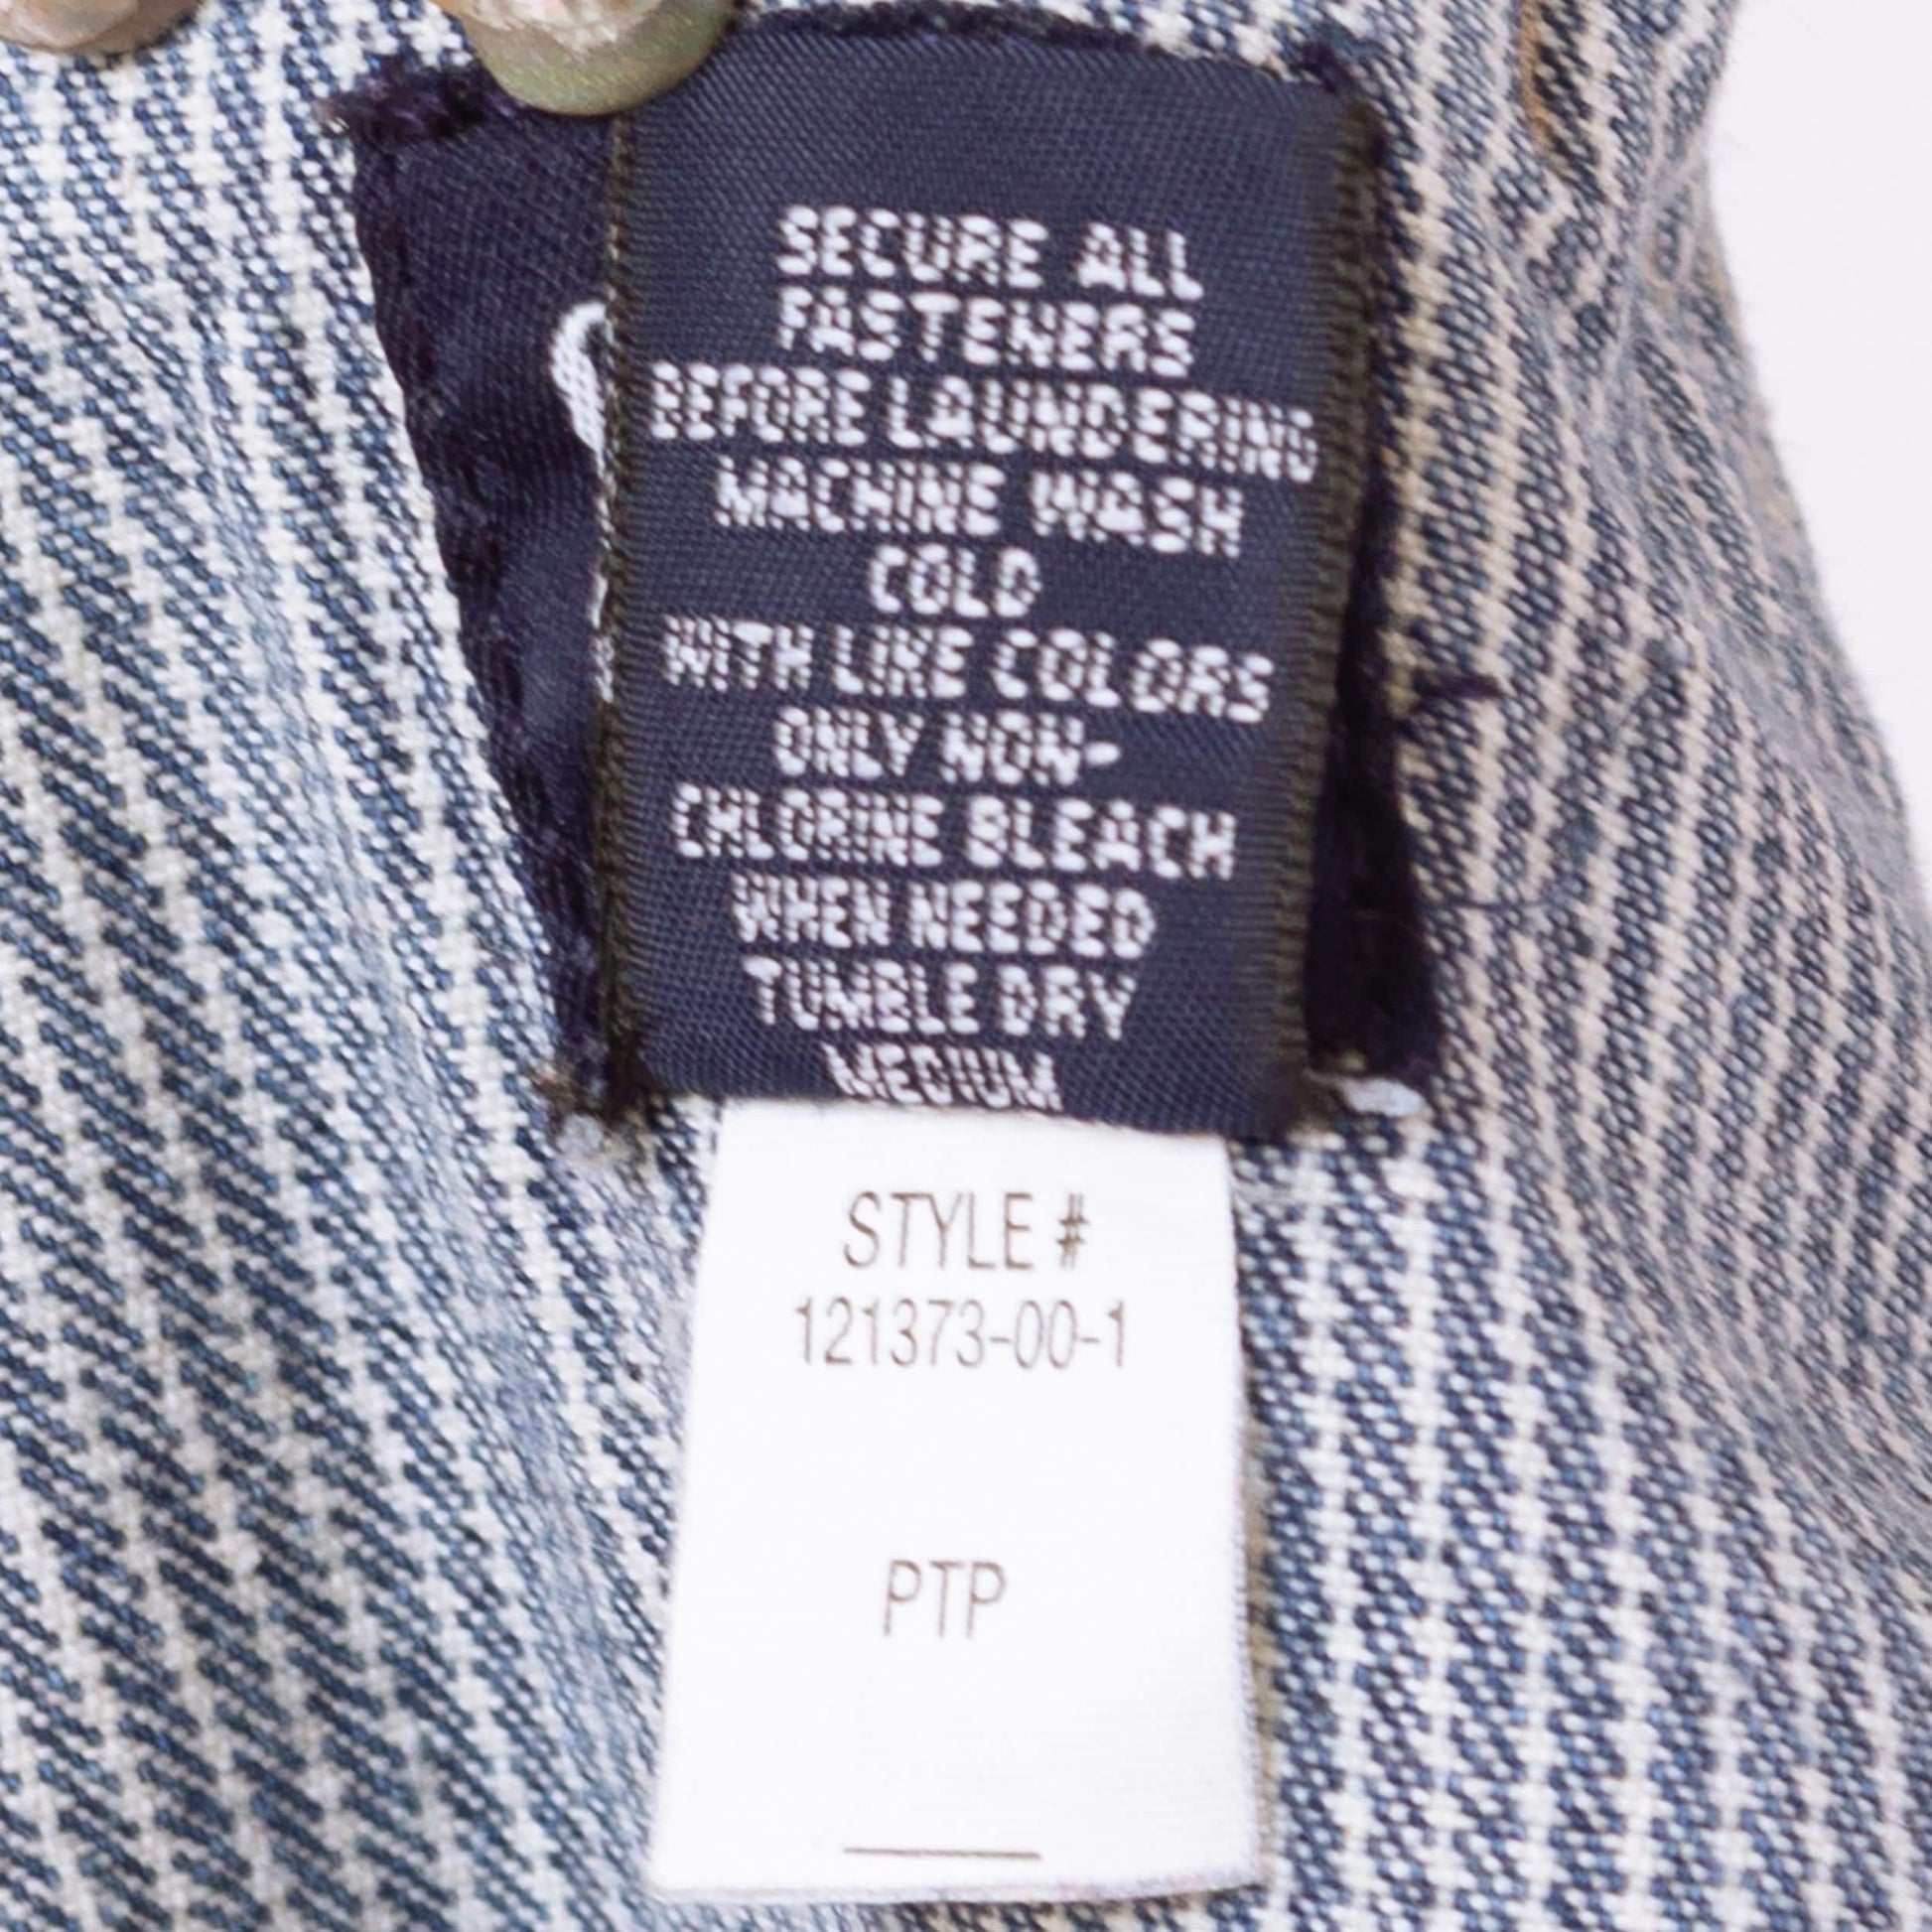 SECURE ALL
FASTENERS
BEFORE LAUNDERING
MACHINE WASH
COLD
WITH LIKE COLORS
ONLY NON-
CHLORINE BLEACH
WHEN NEEDED
TUMBLE DRY
MEDIUM
STYLE #
121373-00-1
PTP